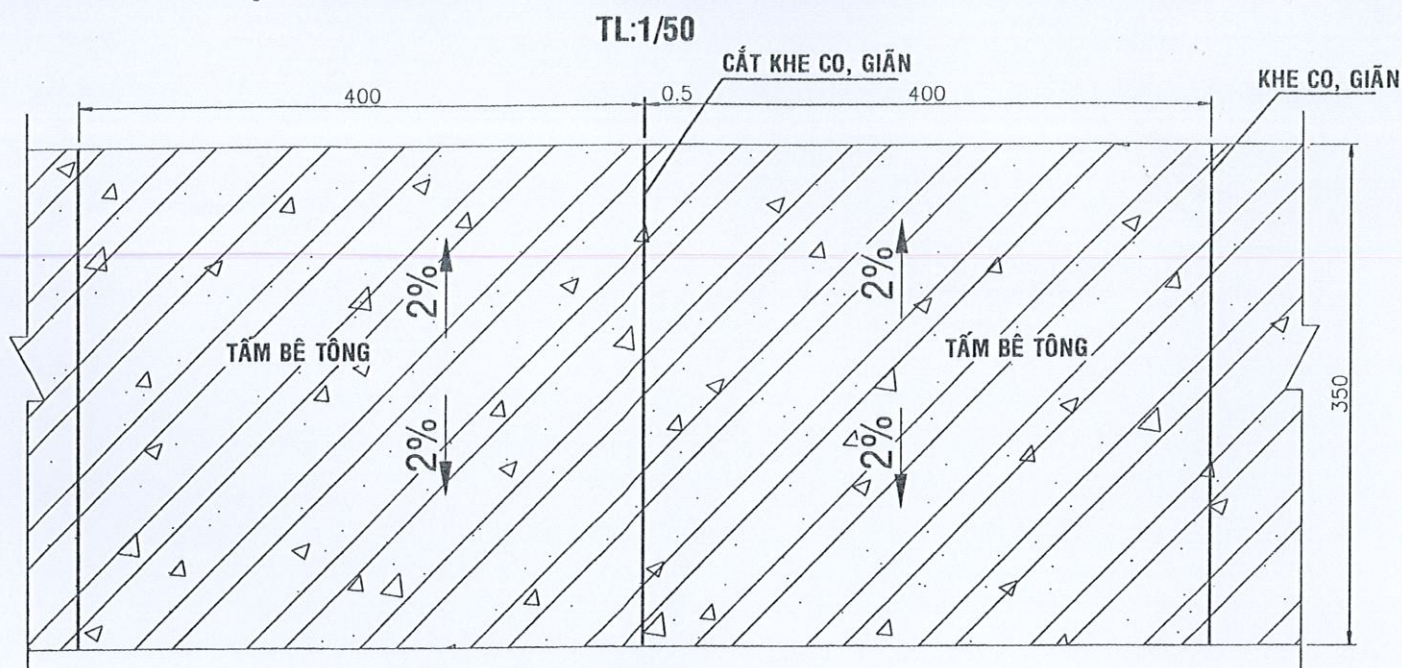 TL:1/50
CẮT KHE CO, GIÃN
KHE CO, GIÃN
400
0.5
400
2%
2%
TẤM BÊ TÔNG
TẤM BÊ TÔNG
350
2%
2%